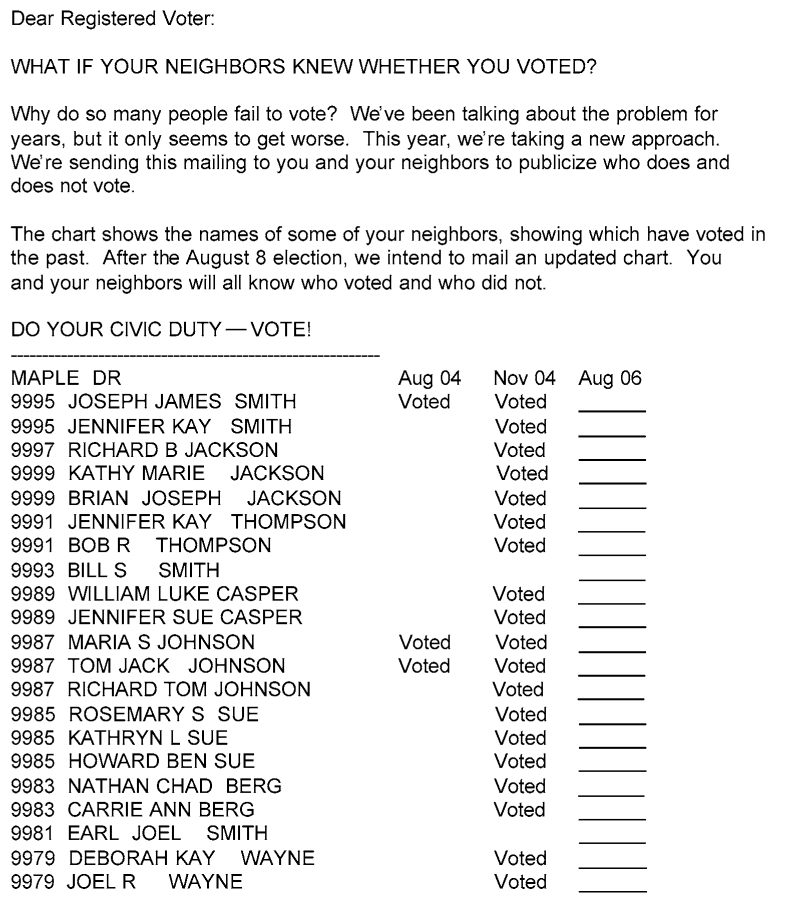 Dear Registered Voter:
WHAT IF YOUR NEIGHBORS KNEW WHETHER YOU VOTED?
Why do so many people fail to vote? We've been talking about the problem for
years, but it only seems to get worse. This year, we're taking a new approach.
We're sending this mailing to you and your neighbors to publicize who does and
does not vote.
The chart shows the names of some of your neighbors, showing which have voted in
the past. After the August 8 election, we intend to mail an updated chart. You
and your neighbors will all know who voted and who did not.
DO YOUR CIVIC DUTY — VOTE!
------------------------------------------------------------
MAPLE DR Aug 04 Nov 04 Aug 06
9995 JOSEPH JAMES SMITH Voted Voted ______
9995 JENNIFER KAY SMITH Voted ______
9997 RICHARD B JACKSON Voted ______
9999 KATHY MARIE JACKSON Voted ______
9999 BRIAN JOSEPH JACKSON Voted ______
9991 JENNIFER KAY THOMPSON Voted ______
9991 BOB R THOMPSON Voted ______
9993 BILL S SMITH ______
9989 WILLIAM LUKE CASPER Voted ______
9989 JENNIFER SUE CASPER Voted ______
9987 MARIA S JOHNSON Voted Voted ______
9987 TOM JACK JOHNSON Voted Voted ______
9987 RICHARD TOM JOHNSON Voted ______
9985 ROSEMARY S SUE Voted ______
9985 KATHRYN L SUE Voted ______
9985 HOWARD BEN SUE Voted ______
9983 NATHAN CHAD BERG Voted ______
9983 CARRIE ANN BERG Voted ______
9981 EARL JOEL SMITH ______
9979 DEBORAH KAY WAYNE Voted ______
9979 JOEL R WAYNE Voted ______